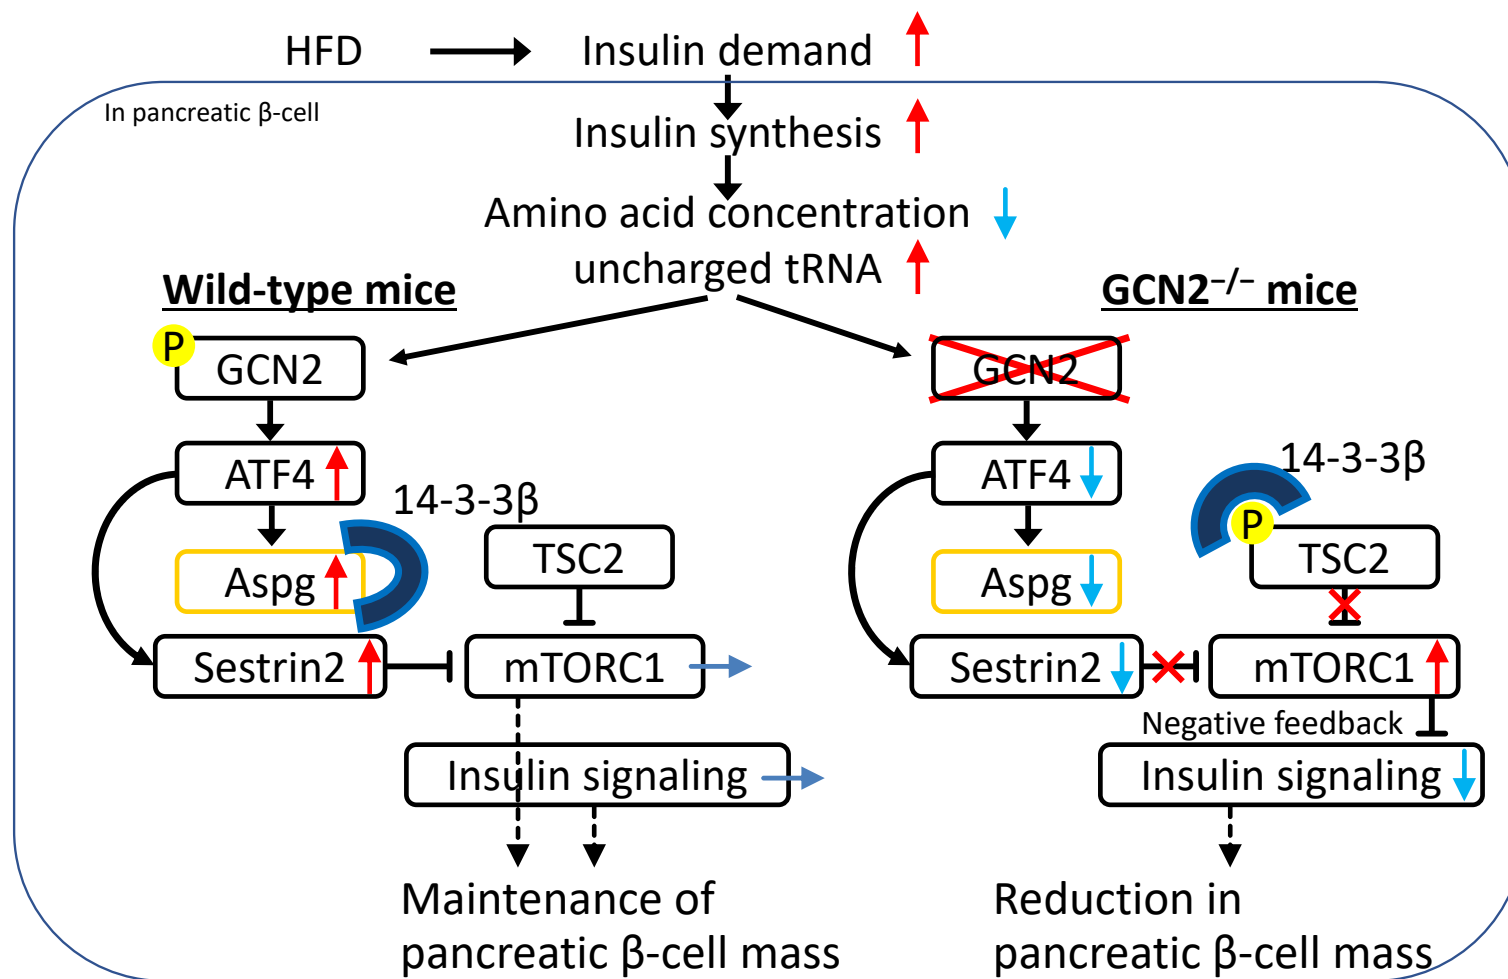 HFD
Insulin demand
In pancreatic β-cell
Insulin synthesis
Amino acid concentration
uncharged tRNA
Wild-type mice
P
GCN2
ATF4
14-3-3β
Aspg
TSC2
Sestrin2
mTORC1
Insulin signaling
Maintenance of
pancreatic β-cell mass
GCN2⁻/⁻ mice
GCN2
ATF4
14-3-3β
P
Aspg
TSC2
Sestrin2
mTORC1
Negative feedback
Insulin signaling
Reduction in
pancreatic β-cell mass